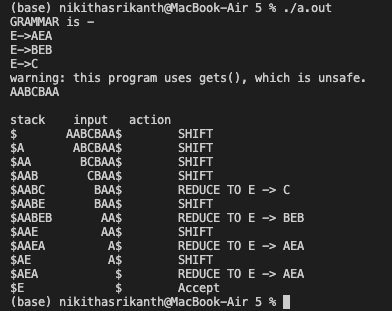 (base) nikithasrikanth@MacBook-Air 5 % ./a.out
GRAMMAR is -
E->AEA
E->BEB
E->C
warning: this program uses gets(), which is unsafe.
AABCBAA
stack input action
$ AABCBAA$ SHIFT
$A ABCBAA$ SHIFT
$AA BCBAA$ SHIFT
$AAB CBAA$ SHIFT
$AABC BAA$ REDUCE TO E -> C
$AABE BAA$ SHIFT
$AABEB AA$ REDUCE TO E -> BEB
$AAE AA$ SHIFT
$AAEA A$ REDUCE TO E -> AEA
$AE A$ SHIFT
$AEA $ REDUCE TO E -> AEA
$E $ Accept
(base) nikithasrikanth@MacBook-Air 5 %